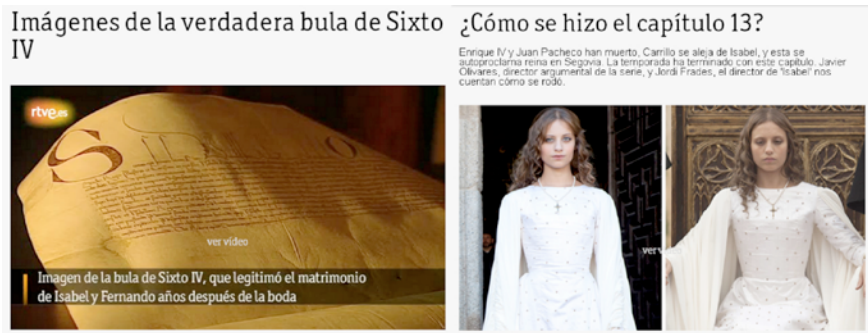 Imágenes de la verdadera bula de Sixto
IV
rtve.es
Sixtvo
ver vídeo
Imagen de la bula de Sixto IV, que legitimó el matrimonio
de Isabel y Fernando años después de la boda
¿Cómo se hizo el capítulo 13?
Enrique IV y Juan Pacheco han muerto, Carrillo se aleja de Isabel, y esta se
autoproclama reina en Segovia. La temporada ha terminado con este capítulo. Javier
Olivares, director argumental de la serie, y Jordi Frades, el director de 'Isabel' nos
cuentan cómo se rodó.
ver